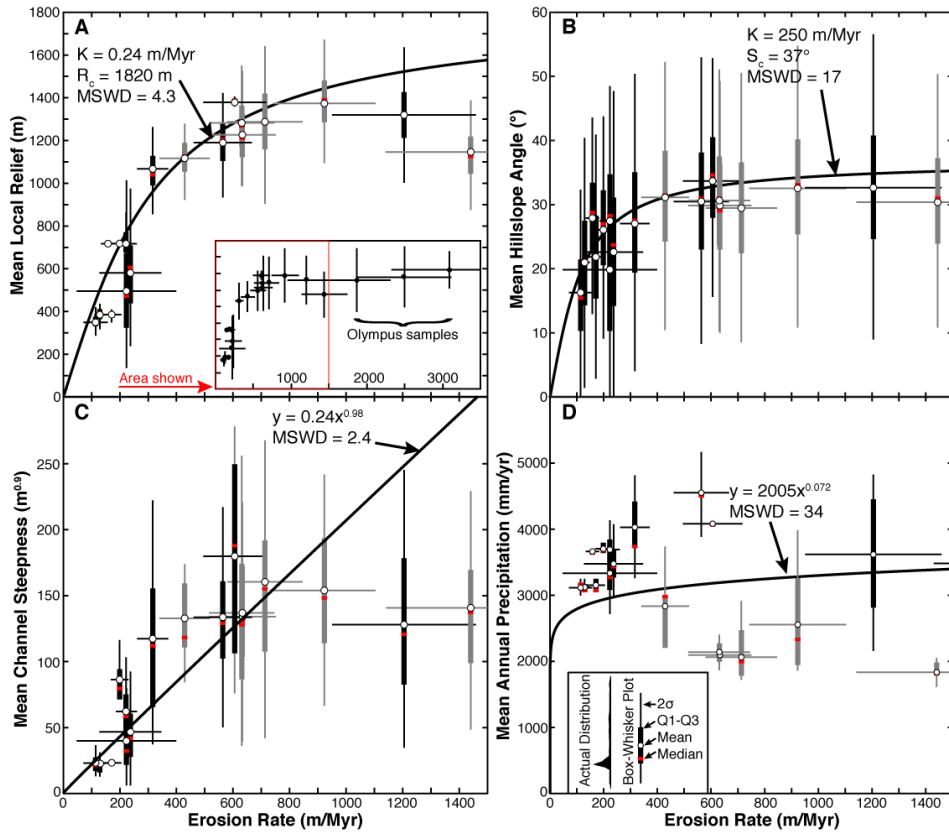 A
K = 0.24 m/Myr
Rc = 1820 m
MSWD = 4.3
Mean Local Relief (m)
1800
1600
1400
1200
1000
800
600
400
200
0
Area shown
Olympus samples
1000
2000
3000
B
K = 250 m/Myr
Sc = 37°
MSWD = 17
Mean Hillslope Angle (°)
60
50
40
30
20
10
0
C
y = 0.24x^0.98
MSWD = 2.4
Mean Channel Steepness (m^0.9)
250
200
150
100
50
0
0 200 400 600 800 1000 1200 1400
Erosion Rate (m/Myr)
D
y = 2005x^0.072
MSWD = 34
Mean Annual Precipitation (mm/yr)
5000
4000
3000
2000
1000
0
Actual Distribution
Box-Whisker Plot
2σ
Q1-Q3
Mean
Median
0 200 400 600 800 1000 1200 1400
Erosion Rate (m/Myr)